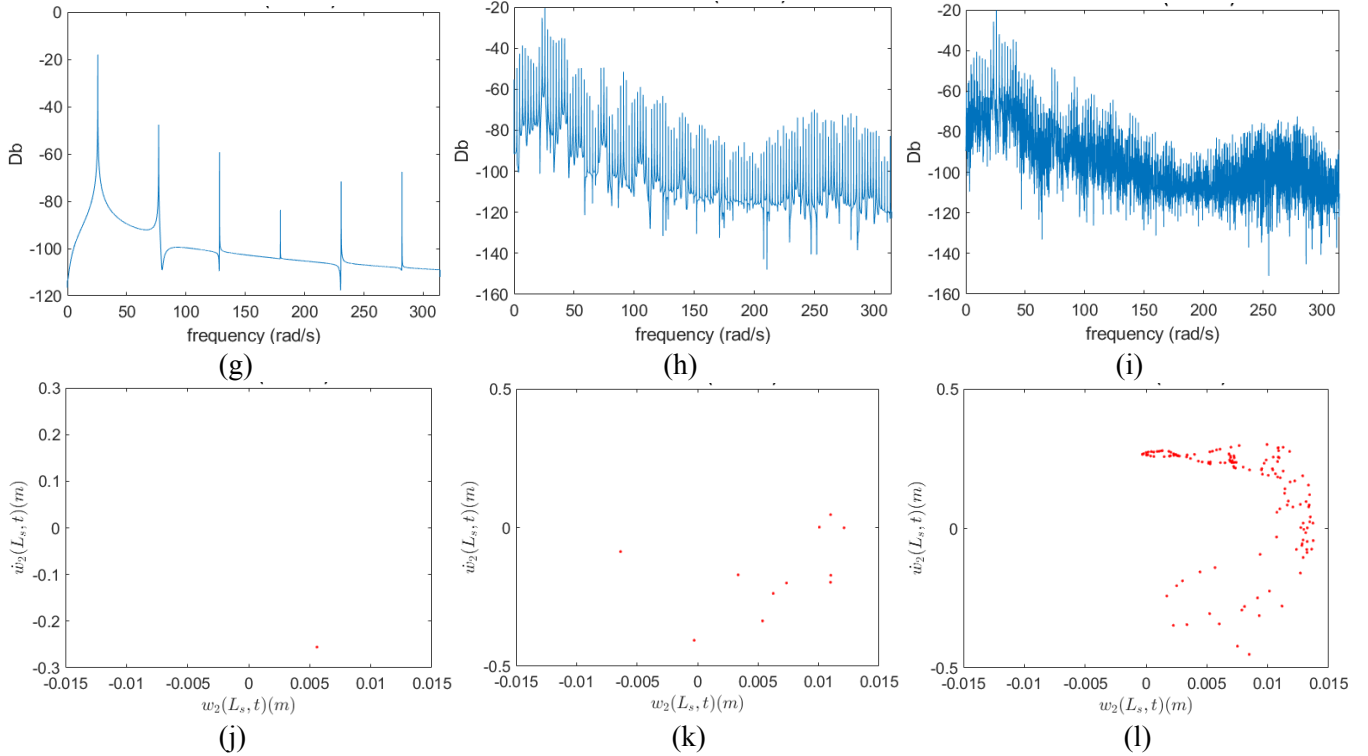 0
-20
-40
-60
-80
-100
-120
Db
0 50 100 150 200 250 300
frequency (rad/s)
(g)
-20
-40
-60
-80
-100
-120
-140
-160
Db
0 50 100 150 200 250 300
frequency (rad/s)
(h)
-20
-40
-60
-80
-100
-120
-140
-160
Db
0 50 100 150 200 250 300
frequency (rad/s)
(i)
0.3
0.2
0.1
0
-0.1
-0.2
-0.3
ẇ₂(Lₛ, t)(m)
-0.015 -0.01 -0.005 0 0.005 0.01 0.015
w₂(Lₛ, t)(m)
(j)
0.5
0
-0.5
ẇ₂(Lₛ, t)(m)
-0.015 -0.01 -0.005 0 0.005 0.01 0.015
w₂(Lₛ, t)(m)
(k)
0.5
0
-0.5
ẇ₂(Lₛ, t)(m)
-0.015 -0.01 -0.005 0 0.005 0.01 0.015
w₂(Lₛ, t)(m)
(l)